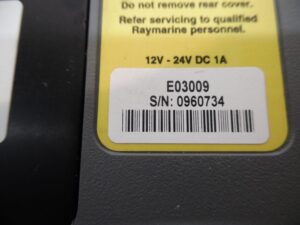 Do not remove rear cover.
Refer servicing to qualified
Raymarine personnel.
12V - 24V DC 1A
E03009
S/N: 0960734